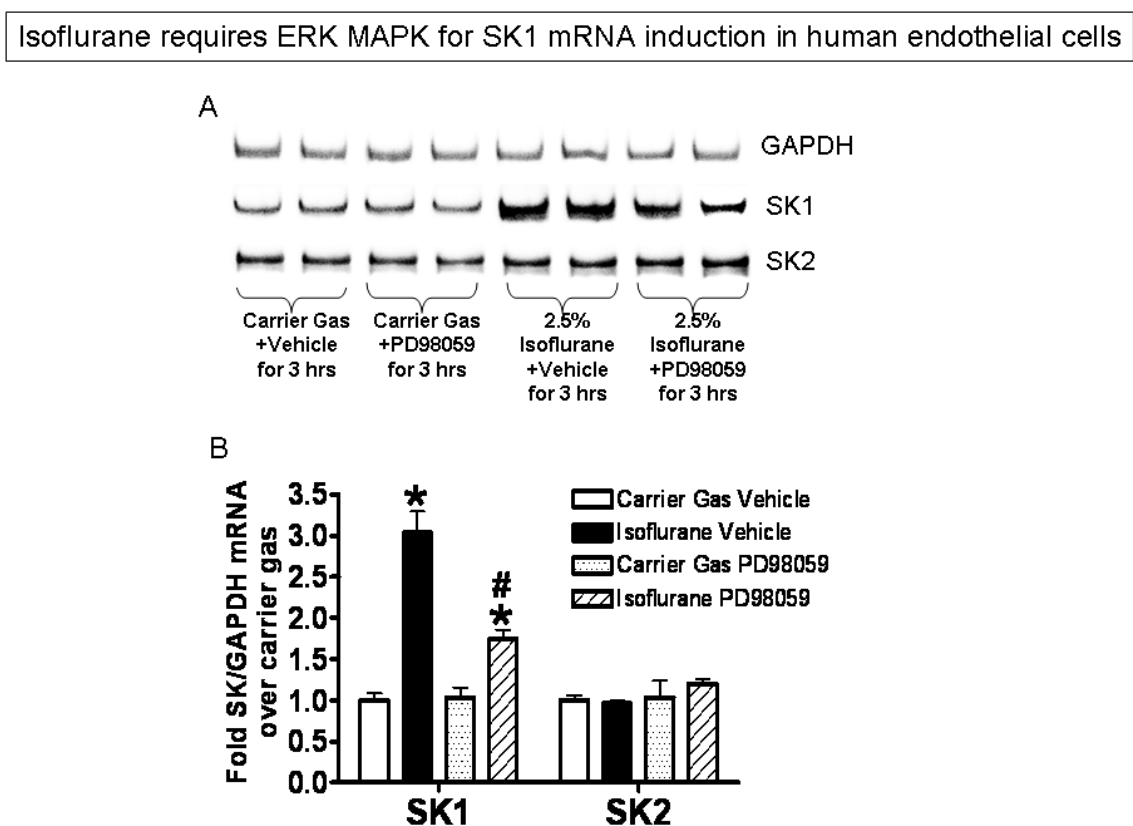 Isoflurane requires ERK MAPK for SK1 mRNA induction in human endothelial cells
A
GAPDH
SK1
SK2
Carrier Gas
+Vehicle
for 3 hrs
Carrier Gas
+PD98059
for 3 hrs
2.5%
Isoflurane
+Vehicle
for 3 hrs
2.5%
Isoflurane
+PD98059
for 3 hrs
B
Fold SK/GAPDH mRNA
over carrier gas
3.5
3.0
2.5
2.0
1.5
1.0
0.5
0.0
*
#
*
Carrier Gas Vehicle
Isoflurane Vehicle
Carrier Gas PD98059
Isoflurane PD98059
SK1
SK2